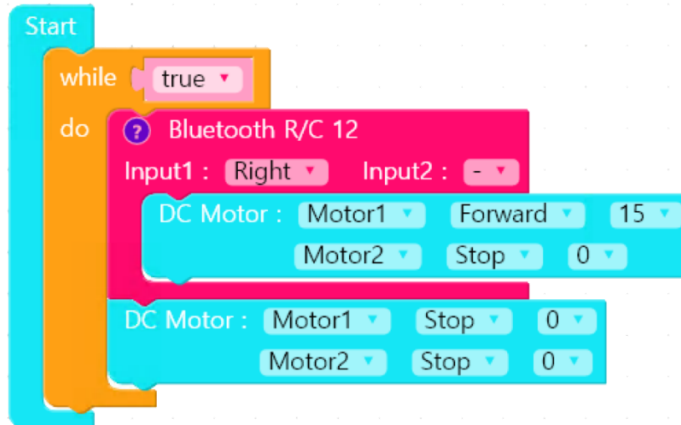 Start
while true
do ? Bluetooth R/C 12
Input1 : Right Input2 : -
DC Motor : Motor1 Forward 15
Motor2 Stop 0
DC Motor : Motor1 Stop 0
Motor2 Stop 0